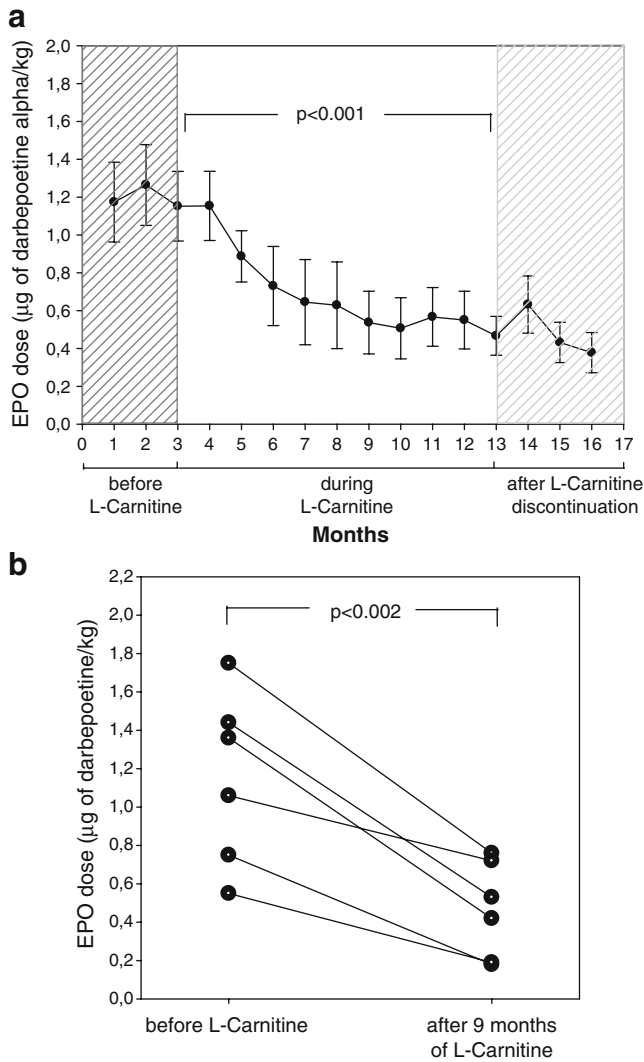 a
EPO dose (µg of darbepoetine alpha/kg)
2,0
1,8
1,6
1,4
1,2
1,0
0,8
0,6
0,4
0,2
0,0
p<0.001
0 1 2 3 4 5 6 7 8 9 10 11 12 13 14 15 16 17
before
L-Carnitine
during
L-Carnitine
after L-Carnitine
discontinuation
Months
b
EPO dose (µg of darbepoetine/kg)
2,2
2,0
1,8
1,6
1,4
1,2
1,0
0,8
0,6
0,4
0,2
0,0
p<0.002
before L-Carnitine
after 9 months
of L-Carnitine